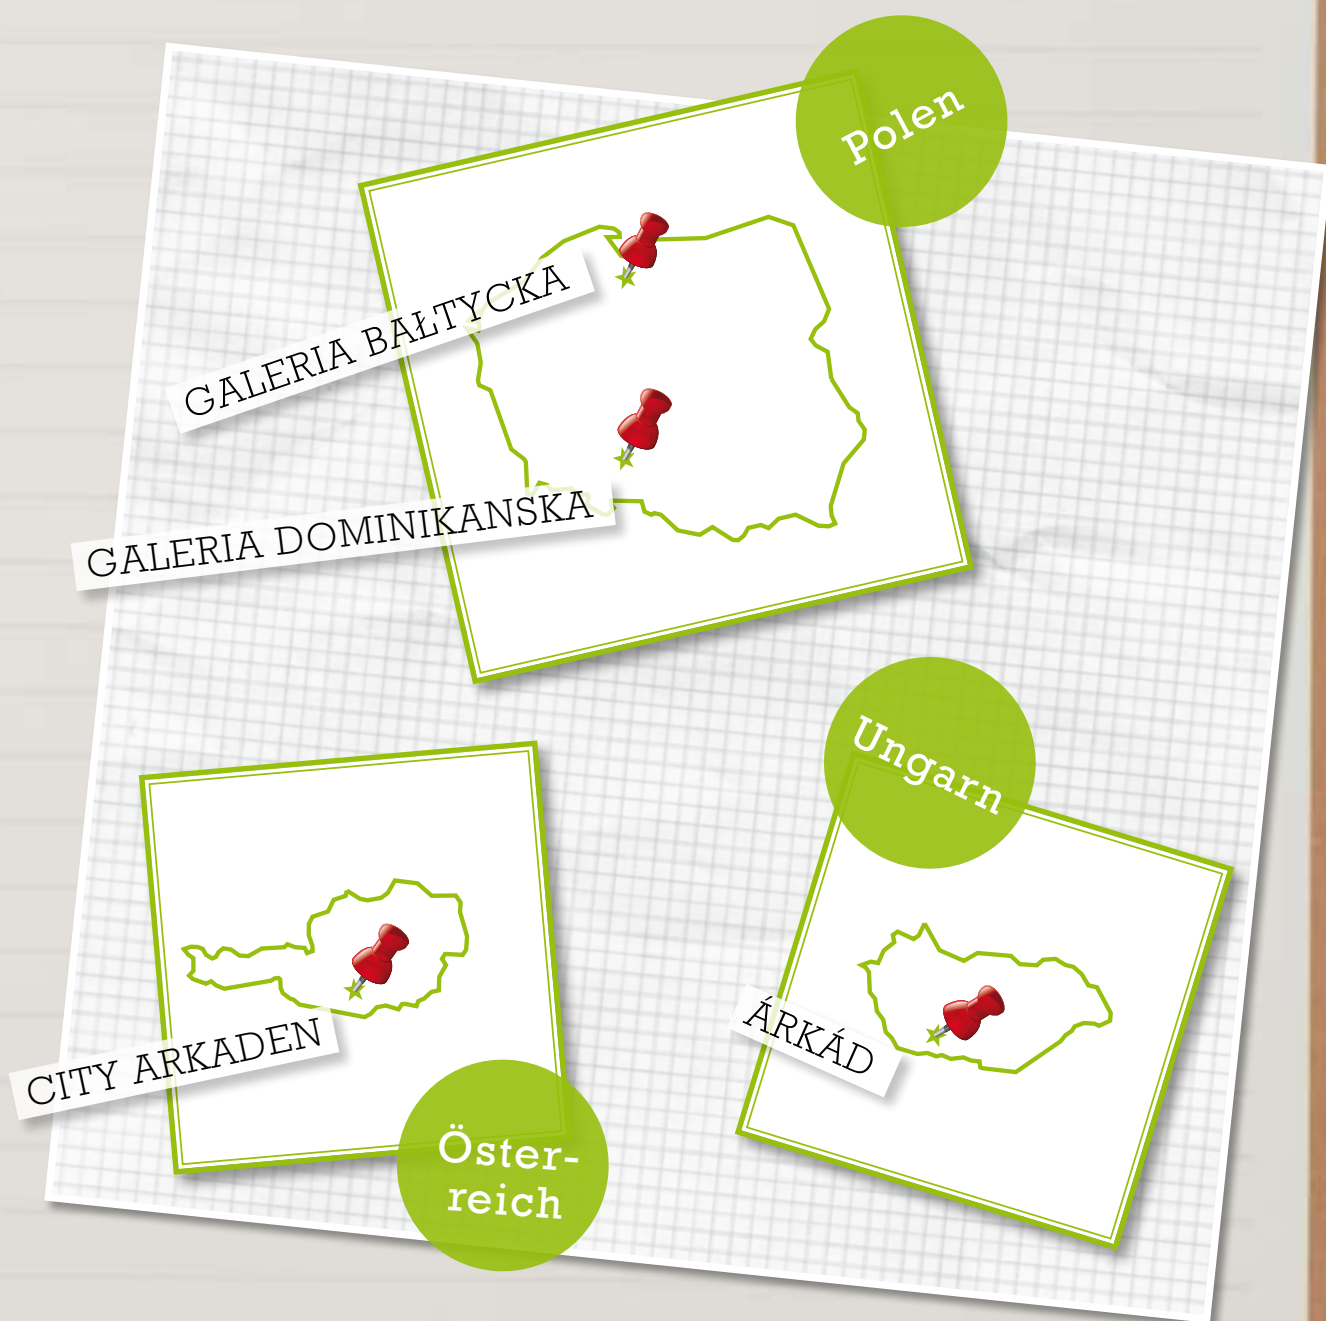 Polen
GALERIA BAŁTYCKA
GALERIA DOMINIKANSKA
Ungarn
ÁRKÁD
CITY ARKADEN
Öster-
reich